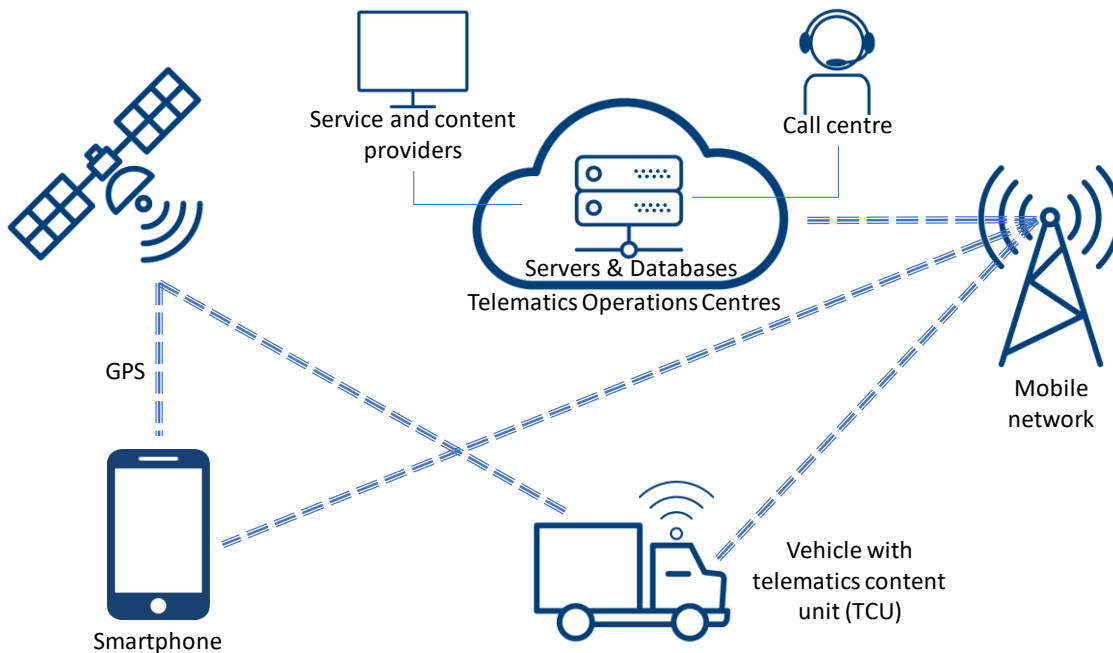 Service and content
providers
Call centre
Servers & Databases
Telematics Operations Centres
GPS
Mobile
network
Vehicle with
telematics content
unit (TCU)
Smartphone